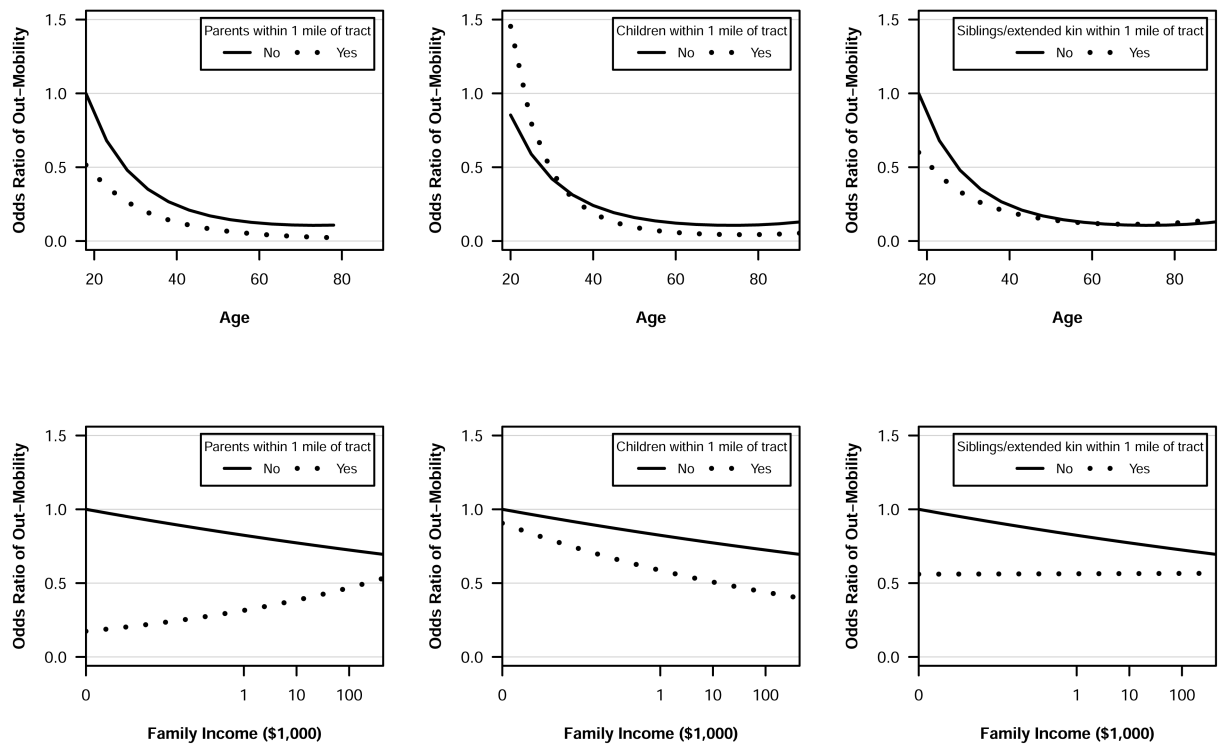 Odds Ratio of Out−Mobility
1.5
1.0
0.5
0.0
Parents within 1 mile of tract
No Yes
20 40 60 80
Age
Odds Ratio of Out−Mobility
1.5
1.0
0.5
0.0
Children within 1 mile of tract
No Yes
20 40 60 80
Age
Odds Ratio of Out−Mobility
1.5
1.0
0.5
0.0
Siblings/extended kin within 1 mile of tract
No Yes
20 40 60 80
Age
Odds Ratio of Out−Mobility
1.5
1.0
0.5
0.0
Parents within 1 mile of tract
No Yes
0 1 10 100
Family Income ($1,000)
Odds Ratio of Out−Mobility
1.5
1.0
0.5
0.0
Children within 1 mile of tract
No Yes
0 1 10 100
Family Income ($1,000)
Odds Ratio of Out−Mobility
1.5
1.0
0.5
0.0
Siblings/extended kin within 1 mile of tract
No Yes
0 1 10 100
Family Income ($1,000)